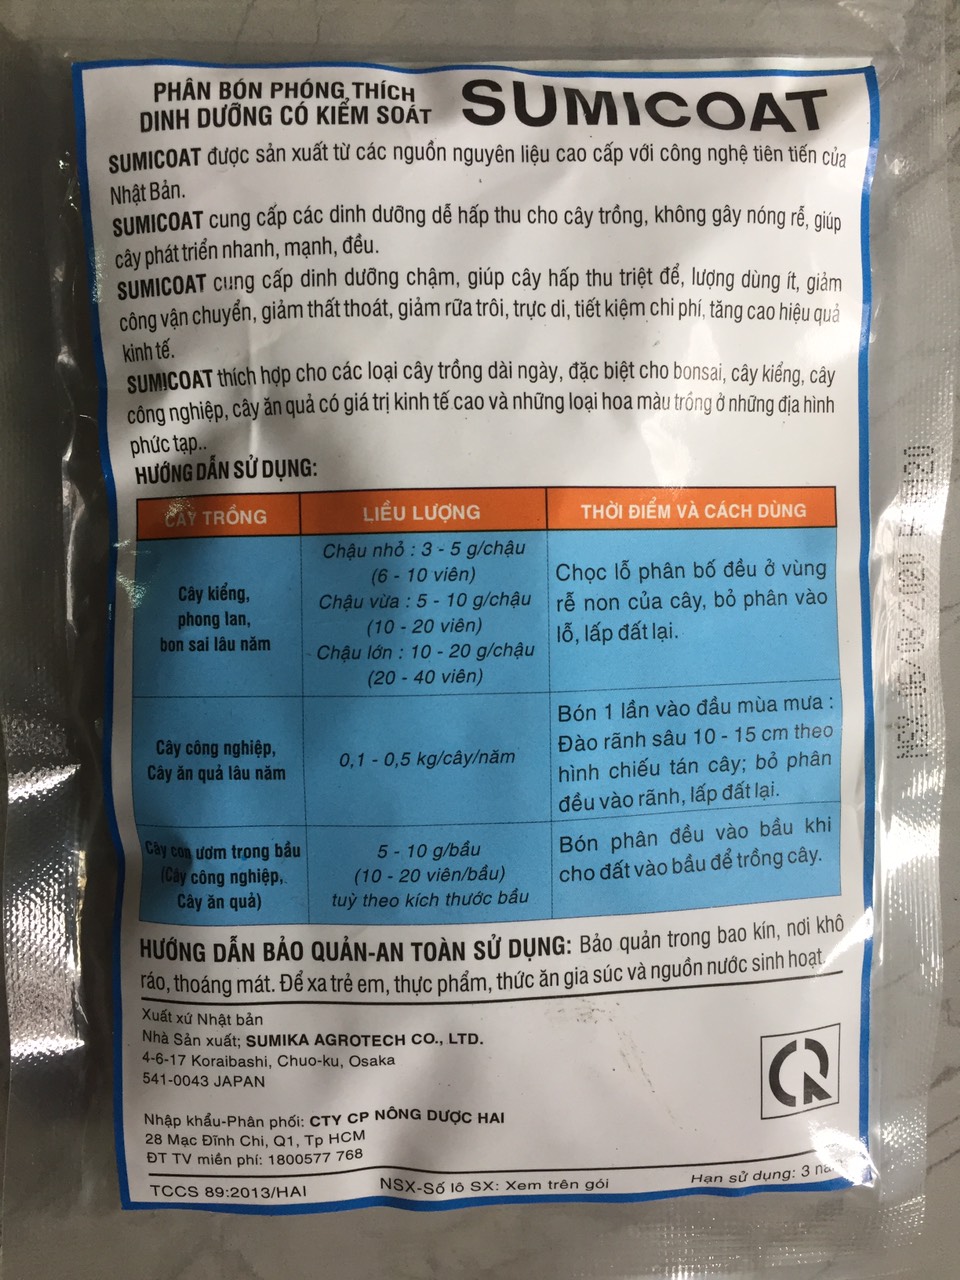 PHÂN BÓN PHÓNG THÍCH
DINH DƯỠNG CÓ KIỂM SOÁT
SUMICOAT
SUMICOAT được sản xuất từ các nguồn nguyên liệu cao cấp với công nghệ tiên tiến của
Nhật Bản.
SUMICOAT cung cấp các dinh dưỡng dễ hấp thu cho cây trồng, không gây nóng rễ, giúp
cây phát triển nhanh, mạnh, đều.
SUMICOAT cung cấp dinh dưỡng chậm, giúp cây hấp thu triệt để, lượng dùng ít, giảm
công vận chuyển, giảm thất thoát, giảm rữa trôi, trực di, tiết kiệm chi phí, tăng cao hiệu quả
kinh tế.
SUMICOAT thích hợp cho các loại cây trồng dài ngày, đặc biệt cho bonsai, cây kiểng, cây
công nghiệp, cây ăn quả có giá trị kinh tế cao và những loại hoa màu trồng ở những địa hình
phức tạp..
HƯỚNG DẪN SỬ DỤNG:
CÂY TRỒNG
LIỀU LƯỢNG
THỜI ĐIỂM VÀ CÁCH DÙNG
Cây kiểng,
phong lan,
bon sai lâu năm
Chậu nhỏ : 3 - 5 g/chậu
(6 - 10 viên)
Chậu vừa : 5 - 10 g/chậu
(10 - 20 viên)
Chậu lớn : 10 - 20 g/chậu
(20 - 40 viên)
Chọc lỗ phân bố đều ở vùng
rễ non của cây, bỏ phân vào
lỗ, lấp đất lại.
Cây công nghiệp,
Cây ăn quả lâu năm
0,1 - 0,5 kg/cây/năm
Bón 1 lần vào đầu mùa mưa :
Đào rãnh sâu 10 - 15 cm theo
hình chiếu tán cây; bỏ phân
đều vào rãnh, lấp đất lại.
Cây con ươm trong bầu
(Cây công nghiệp,
Cây ăn quả)
5 - 10 g/bầu
(10 - 20 viên/bầu)
tuỳ theo kích thước bầu
Bón phân đều vào bầu khi
cho đất vào bầu để trồng cây.
HƯỚNG DẪN BẢO QUẢN-AN TOÀN SỬ DỤNG: Bảo quản trong bao kín, nơi khô
ráo, thoáng mát. Để xa trẻ em, thực phẩm, thức ăn gia súc và nguồn nước sinh hoạt.
Xuất xứ Nhật bản
Nhà Sản xuất; SUMIKA AGROTECH CO., LTD.
4-6-17 Koraibashi, Chuo-ku, Osaka
541-0043 JAPAN
Nhập khẩu-Phân phối: CTY CP NÔNG DƯỢC HAI
28 Mạc Đĩnh Chi, Q1, Tp HCM
ĐT TV miễn phí: 1800577 768
TCCS 89:2013/HAI
NSX-Số lô SX: Xem trên gói
Hạn sử dụng: 3 năm